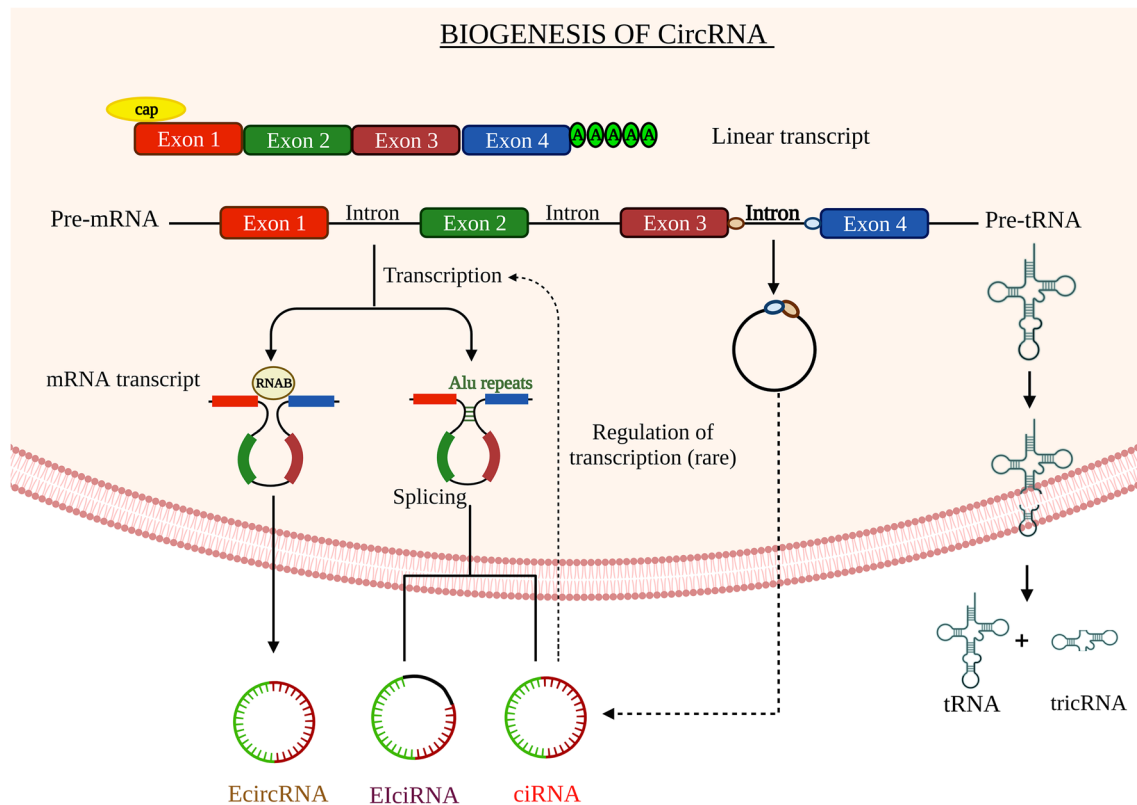 BIOGENESIS OF CircRNA
cap
Exon 1 Exon 2 Exon 3 Exon 4 A A A A A Linear transcript
Pre-mRNA Exon 1 Intron Exon 2 Intron Exon 3 Intron Exon 4 Pre-tRNA
Transcription
mRNA transcript RNAB Alu repeats
Regulation of
transcription (rare)
Splicing
tRNA + tricRNA
EcircRNA EIciRNA ciRNA